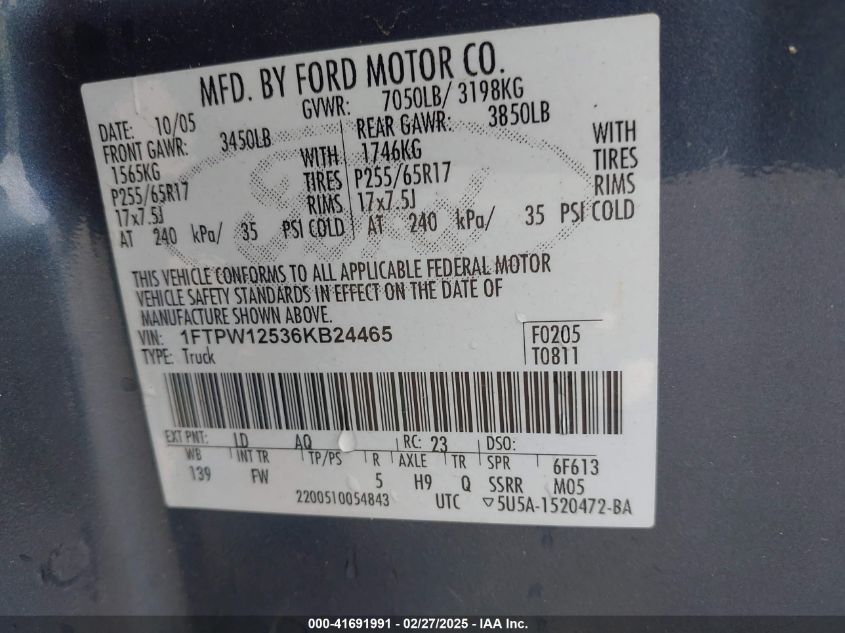 MFD. BY FORD MOTOR CO.
DATE: 10/05 GVWR: 7050LB/ 3198KG
FRONT GAWR: 3450LB REAR GAWR: 3850LB
1565KG WITH 1746KG WITH
P255/65R17 TIRES P255/65R17 TIRES
17x7.5J RIMS 17x7.5J RIMS
AT 240 kPa/ 35 PSI COLD AT 240 kPa/ 35 PSI COLD
THIS VEHICLE CONFORMS TO ALL APPLICABLE FEDERAL MOTOR
VEHICLE SAFETY STANDARDS IN EFFECT ON THE DATE OF
MANUFACTURE SHOWN ABOVE.
VIN: 1FTPW12536KB24465 F0205
TYPE: Truck T0811
EXT PNT: ID AQ RC: 23 DSO:
WB INT TR TP/PS R AXLE TR SPR 6F613
139 FW 5 H9 Q SSRR M05
2200510054843 UTC ▽5U5A-1520472-BA
Ford
000-41691991 / 02/27/2025 - IAA Inc.